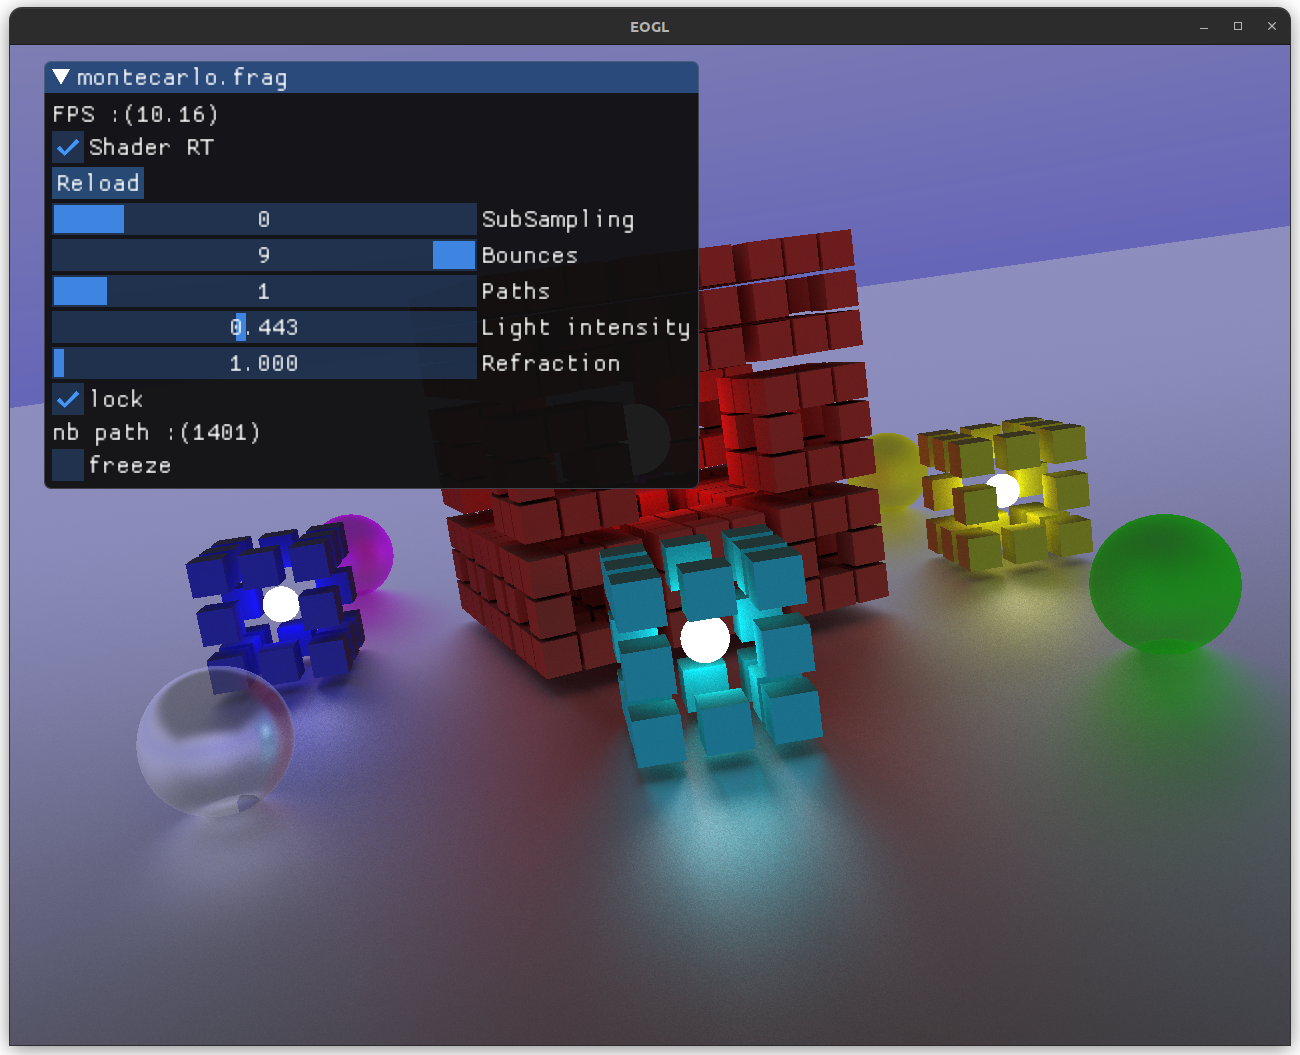 EOGL
montecarlo.frag
FPS :(10.16)
Shader RT
Reload
0 SubSampling
9 Bounces
1 Paths
0.443 Light intensity
1.000 Refraction
lock
nb path :(1401)
freeze